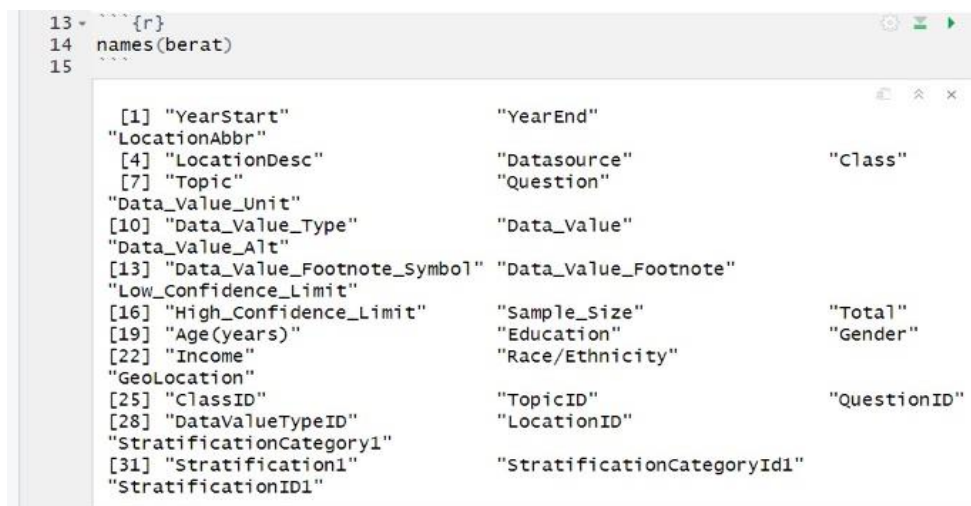 13 ```{r}
14 names(berat)
15 ```
[1] "YearStart" "YearEnd"
"LocationAbbr"
[4] "LocationDesc" "Datasource" "Class"
[7] "Topic" "Question"
"Data_Value_Unit"
[10] "Data_Value_Type" "Data_Value"
"Data_Value_Alt"
[13] "Data_Value_Footnote_Symbol" "Data_Value_Footnote"
"Low_Confidence_Limit"
[16] "High_Confidence_Limit" "Sample_Size" "Total"
[19] "Age(years)" "Education" "Gender"
[22] "Income" "Race/Ethnicity"
"GeoLocation"
[25] "ClassID" "TopicID" "QuestionID"
[28] "DataValueTypeID" "LocationID"
"StratificationCategory1"
[31] "Stratification1" "StratificationCategoryId1"
"StratificationID1"